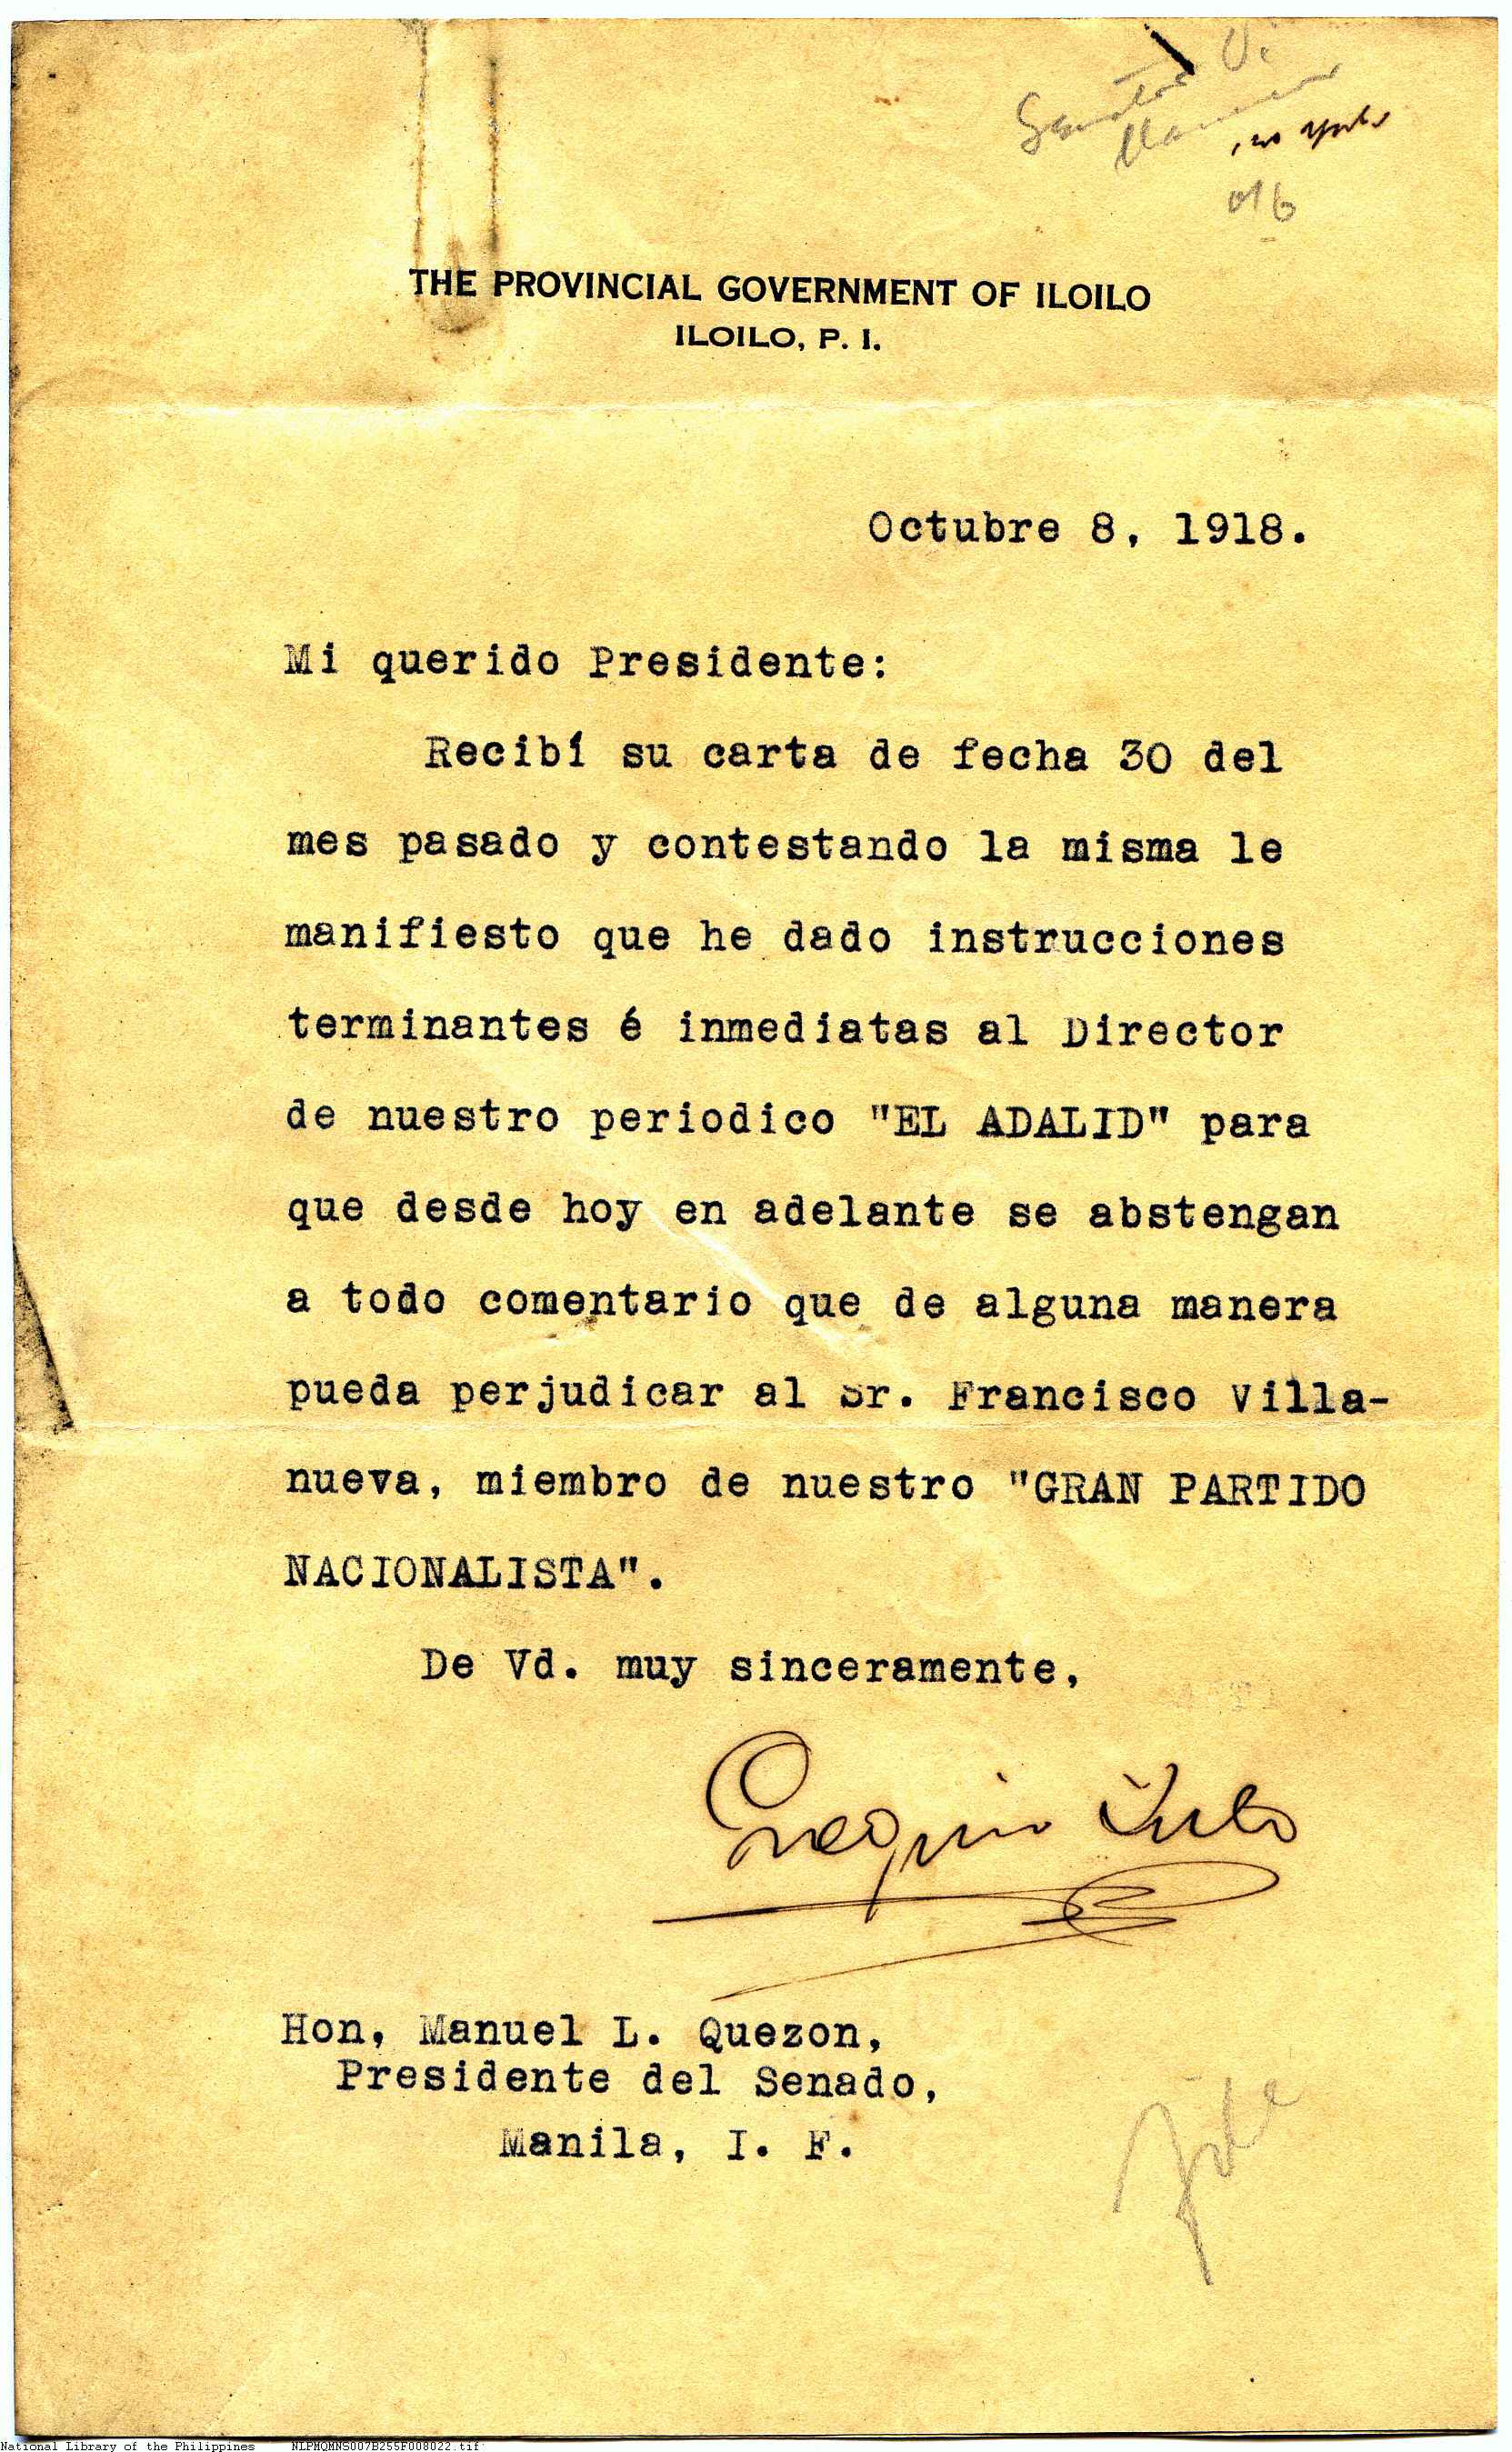 THE PROVINCIAL GOVERNMENT OF ILOILO
ILOILO, P. I.
Octubre 8, 1918.
Mi querido Presidente:
Recibí su carta de fecha 30 del
mes pasado y contestando la misma le
manifiesto que he dado instrucciones
terminantes é inmediatas al Director
de nuestro periodico "EL ADALID" para
que desde hoy en adelante se abstengan
a todo comentario que de alguna manera
pueda perjudicar al Sr. Francisco Villa-
nueva, miembro de nuestro "GRAN PARTIDO
NACIONALISTA".
De Vd. muy sinceramente,
Hon, Manuel L. Quezon,
Presidente del Senado,
Manila, I. F.
National Library of the Philippines NLPMQMNS007B255F008022.tif